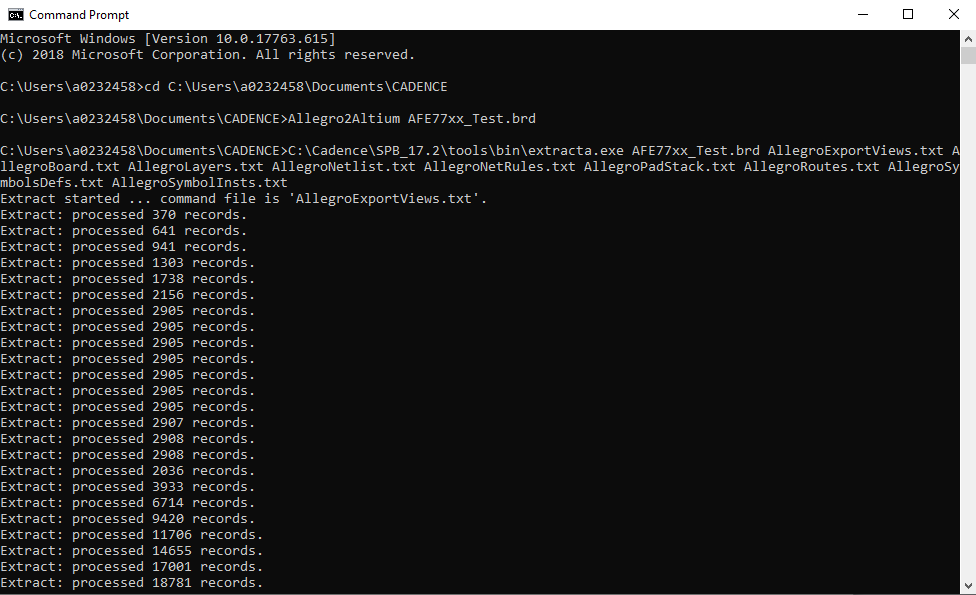 Command Prompt
Microsoft Windows [Version 10.0.17763.615]
(c) 2018 Microsoft Corporation. All rights reserved.
C:\Users\a0232458>cd C:\Users\a0232458\Documents\CADENCE
C:\Users\a0232458\Documents\CADENCE>Allegro2Altium AFE77xx_Test.brd
C:\Users\a0232458\Documents\CADENCE>C:\Cadence\SPB_17.2\tools\bin\extracta.exe AFE77xx_Test.brd AllegroExportViews.txt A
llegroBoard.txt AllegroLayers.txt AllegroNetlist.txt AllegroNetRules.txt AllegroPadStack.txt AllegroRoutes.txt AllegroSy
mbolsDefs.txt AllegroSymbolInsts.txt
Extract started ... command file is 'AllegroExportViews.txt'.
Extract: processed 370 records.
Extract: processed 641 records.
Extract: processed 941 records.
Extract: processed 1303 records.
Extract: processed 1738 records.
Extract: processed 2156 records.
Extract: processed 2905 records.
Extract: processed 2905 records.
Extract: processed 2905 records.
Extract: processed 2905 records.
Extract: processed 2905 records.
Extract: processed 2905 records.
Extract: processed 2905 records.
Extract: processed 2907 records.
Extract: processed 2908 records.
Extract: processed 2908 records.
Extract: processed 2036 records.
Extract: processed 3933 records.
Extract: processed 6714 records.
Extract: processed 9420 records.
Extract: processed 11706 records.
Extract: processed 14655 records.
Extract: processed 17001 records.
Extract: processed 18781 records.